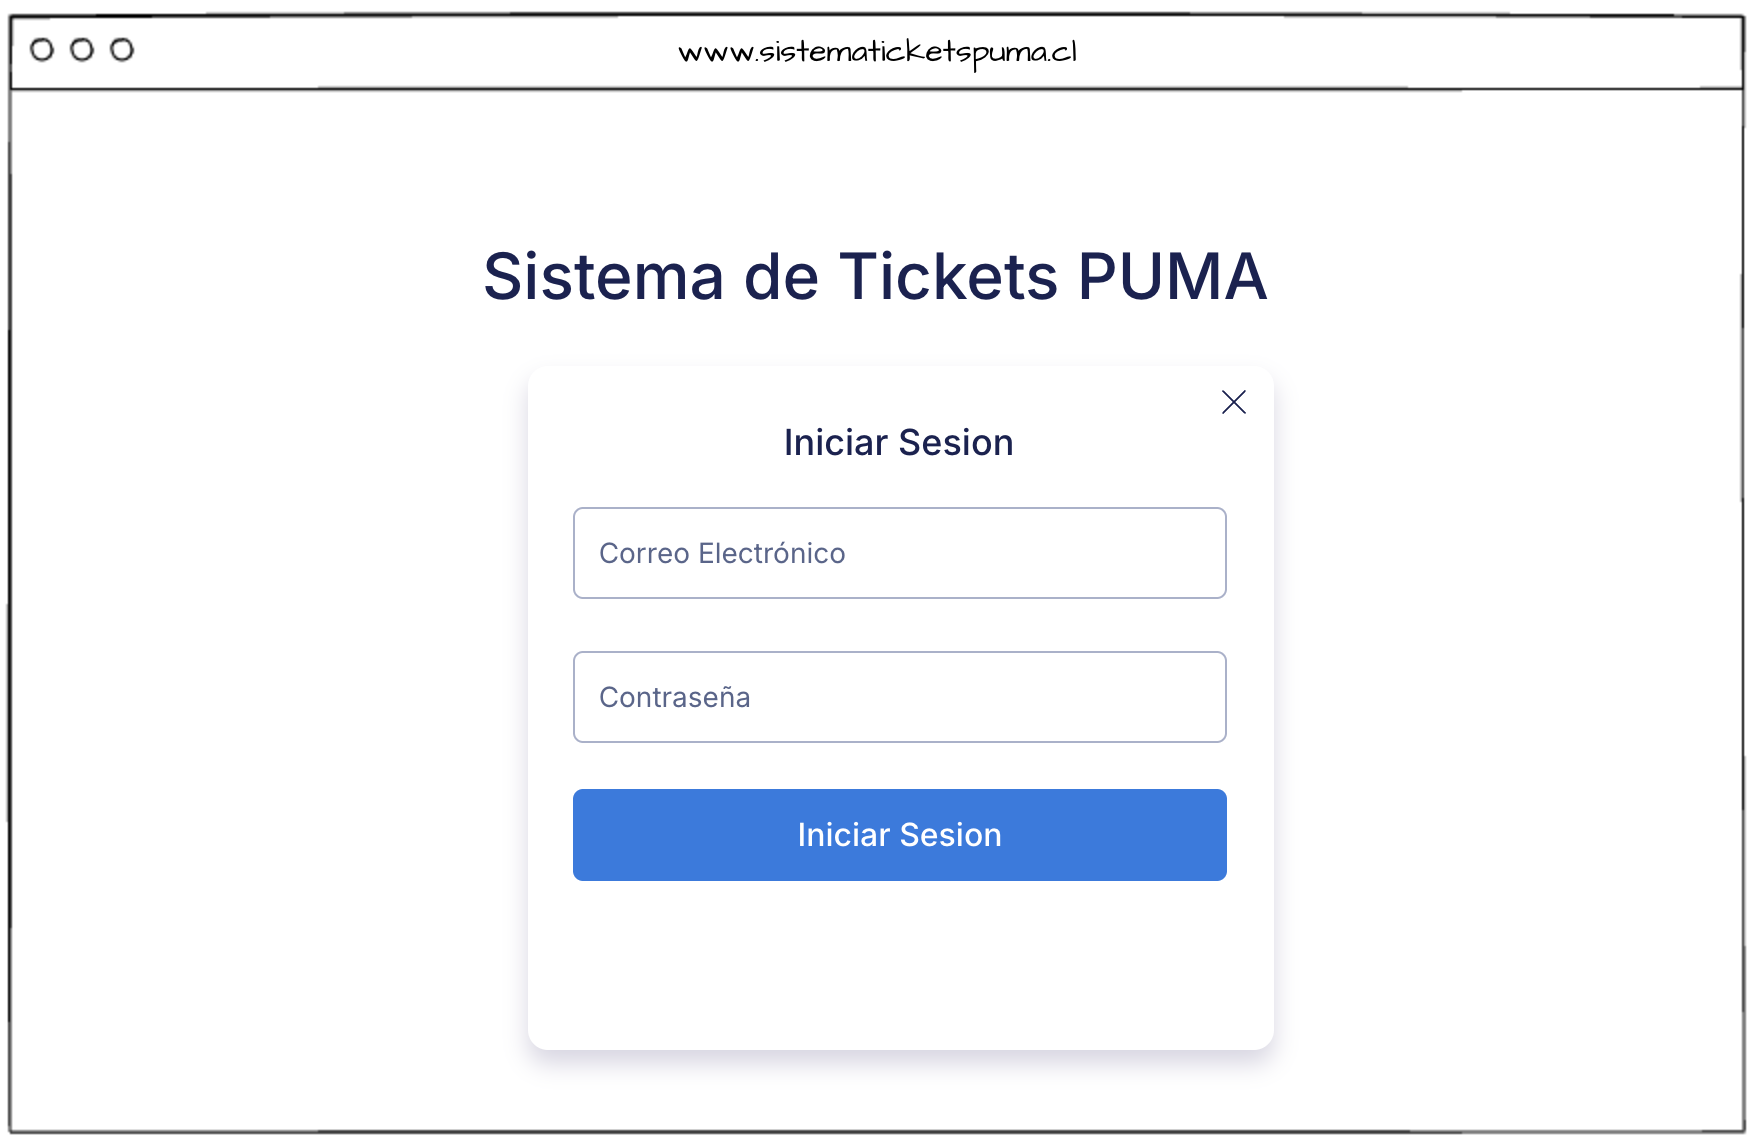 www.sistematicketspuma.cl
Sistema de Tickets PUMA
Iniciar Sesion
Correo Electrónico
Contraseña
Iniciar Sesion